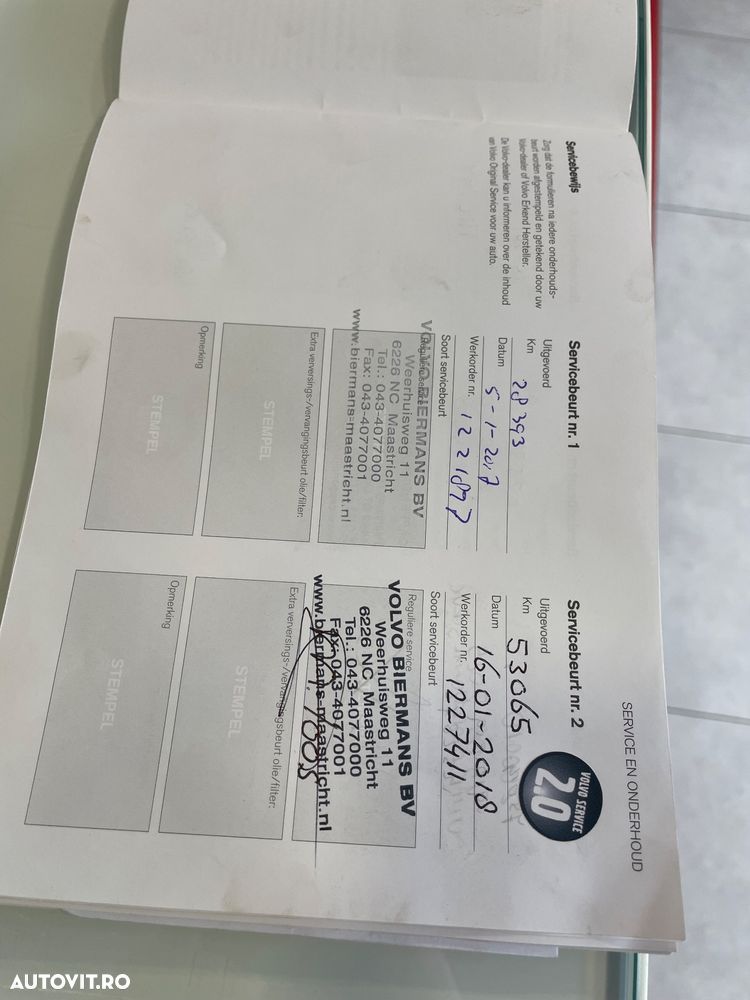 SERVICE EN ONDERHOUD
Servicebewijs
Zorg dat de formulieren na iedere onderhouds-
beurt worden afgestempeld en getekend door uw
Volvo-dealer of Volvo Erkend Hersteller.
De Volvo-dealer kan u informeren over de inhoud
van Volvo Original Service voor uw auto.
Servicebeurt nr. 1
Uitgevoerd
Km 28393
Datum 5-1-2017
Werkorder nr. 1221897
Soort servicebeurt
Reguliere service
VOLVO BIERMANS BV
Weerhuisweg 11
6226 NC Maastricht
Tel.: 043-4077000
Fax: 043-4077001
www.biermans-maastricht.nl
Extra verversings-/vervangingsbeurt olie/filter:
STEMPEL
Opmerking
STEMPEL
Servicebeurt nr. 2
VOLVO SERVICE
2.0
Uitgevoerd
Km 53065
Datum 16-01-2018
Werkorder nr. 1227411
Soort servicebeurt
Reguliere service
VOLVO BIERMANS BV
Weerhuisweg 11
6226 NC Maastricht
Tel.: 043-4077000
Fax: 043-4077001
www.biermans-maastricht.nl
Extra verversings-/vervangingsbeurt olie/filter:
STEMPEL
Opmerking
STEMPEL
AUTOVIT.RO